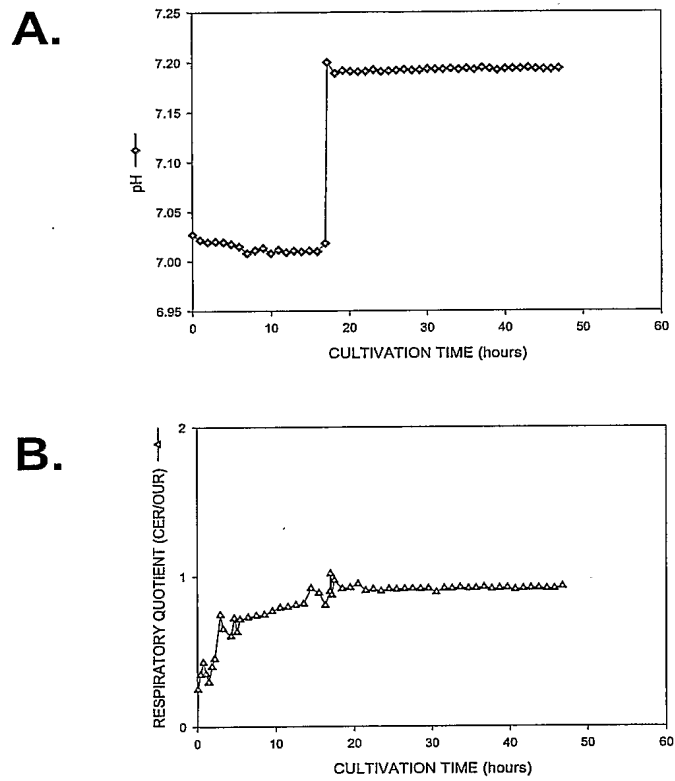 A.
7.25
7.20
7.15
7.10
7.05
7.00
6.95
pH
0 10 20 30 40 50 60
CULTIVATION TIME (hours)
B.
2
1
0
RESPIRATORY QUOTIENT (CER/OUR)
0 10 20 30 40 50 60
CULTIVATION TIME (hours)